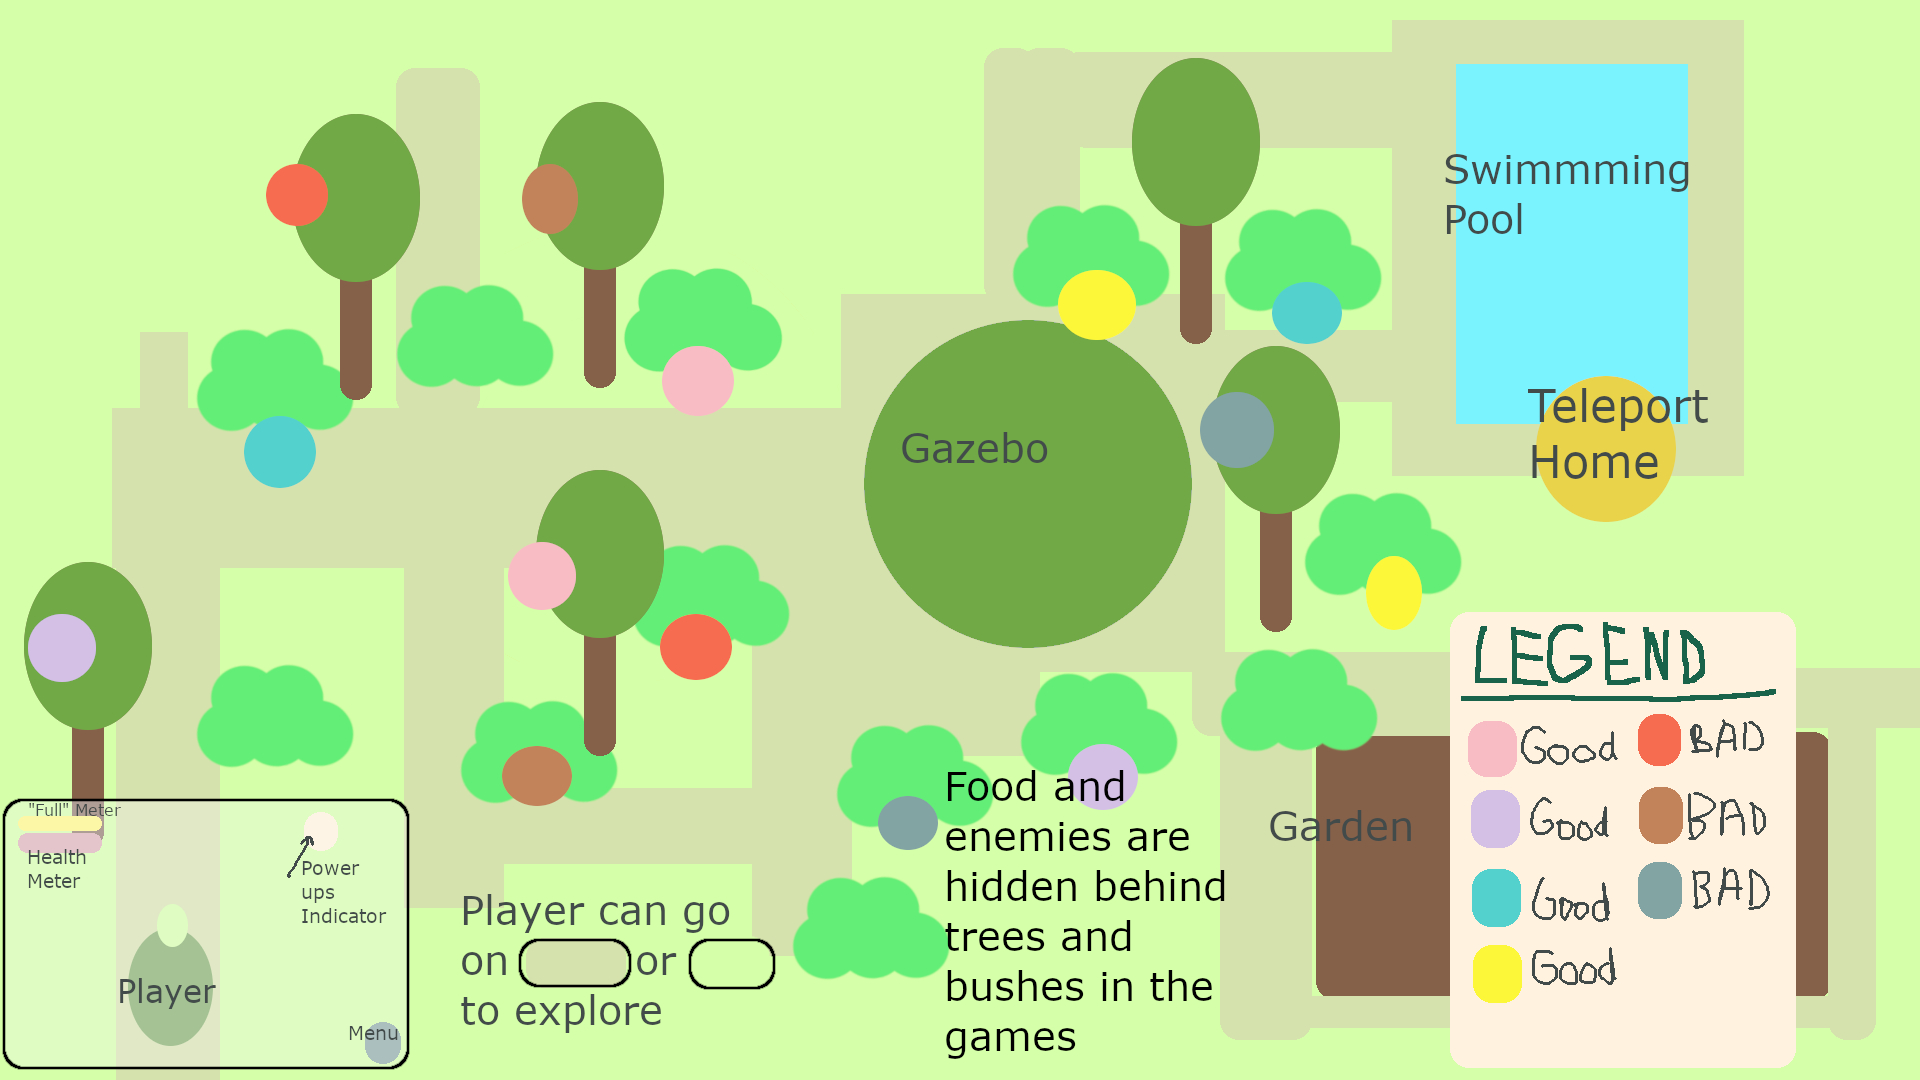 Swimmming
Pool
Teleport
Home
Gazebo
LEGEND
Good BAD
Good BAD
Good BAD
Good
Garden
Food and
enemies are
hidden behind
trees and
bushes in the
games
Player can go
on or
to explore
"Full" Meter
Health
Meter
Power
ups
Indicator
Player
Menu